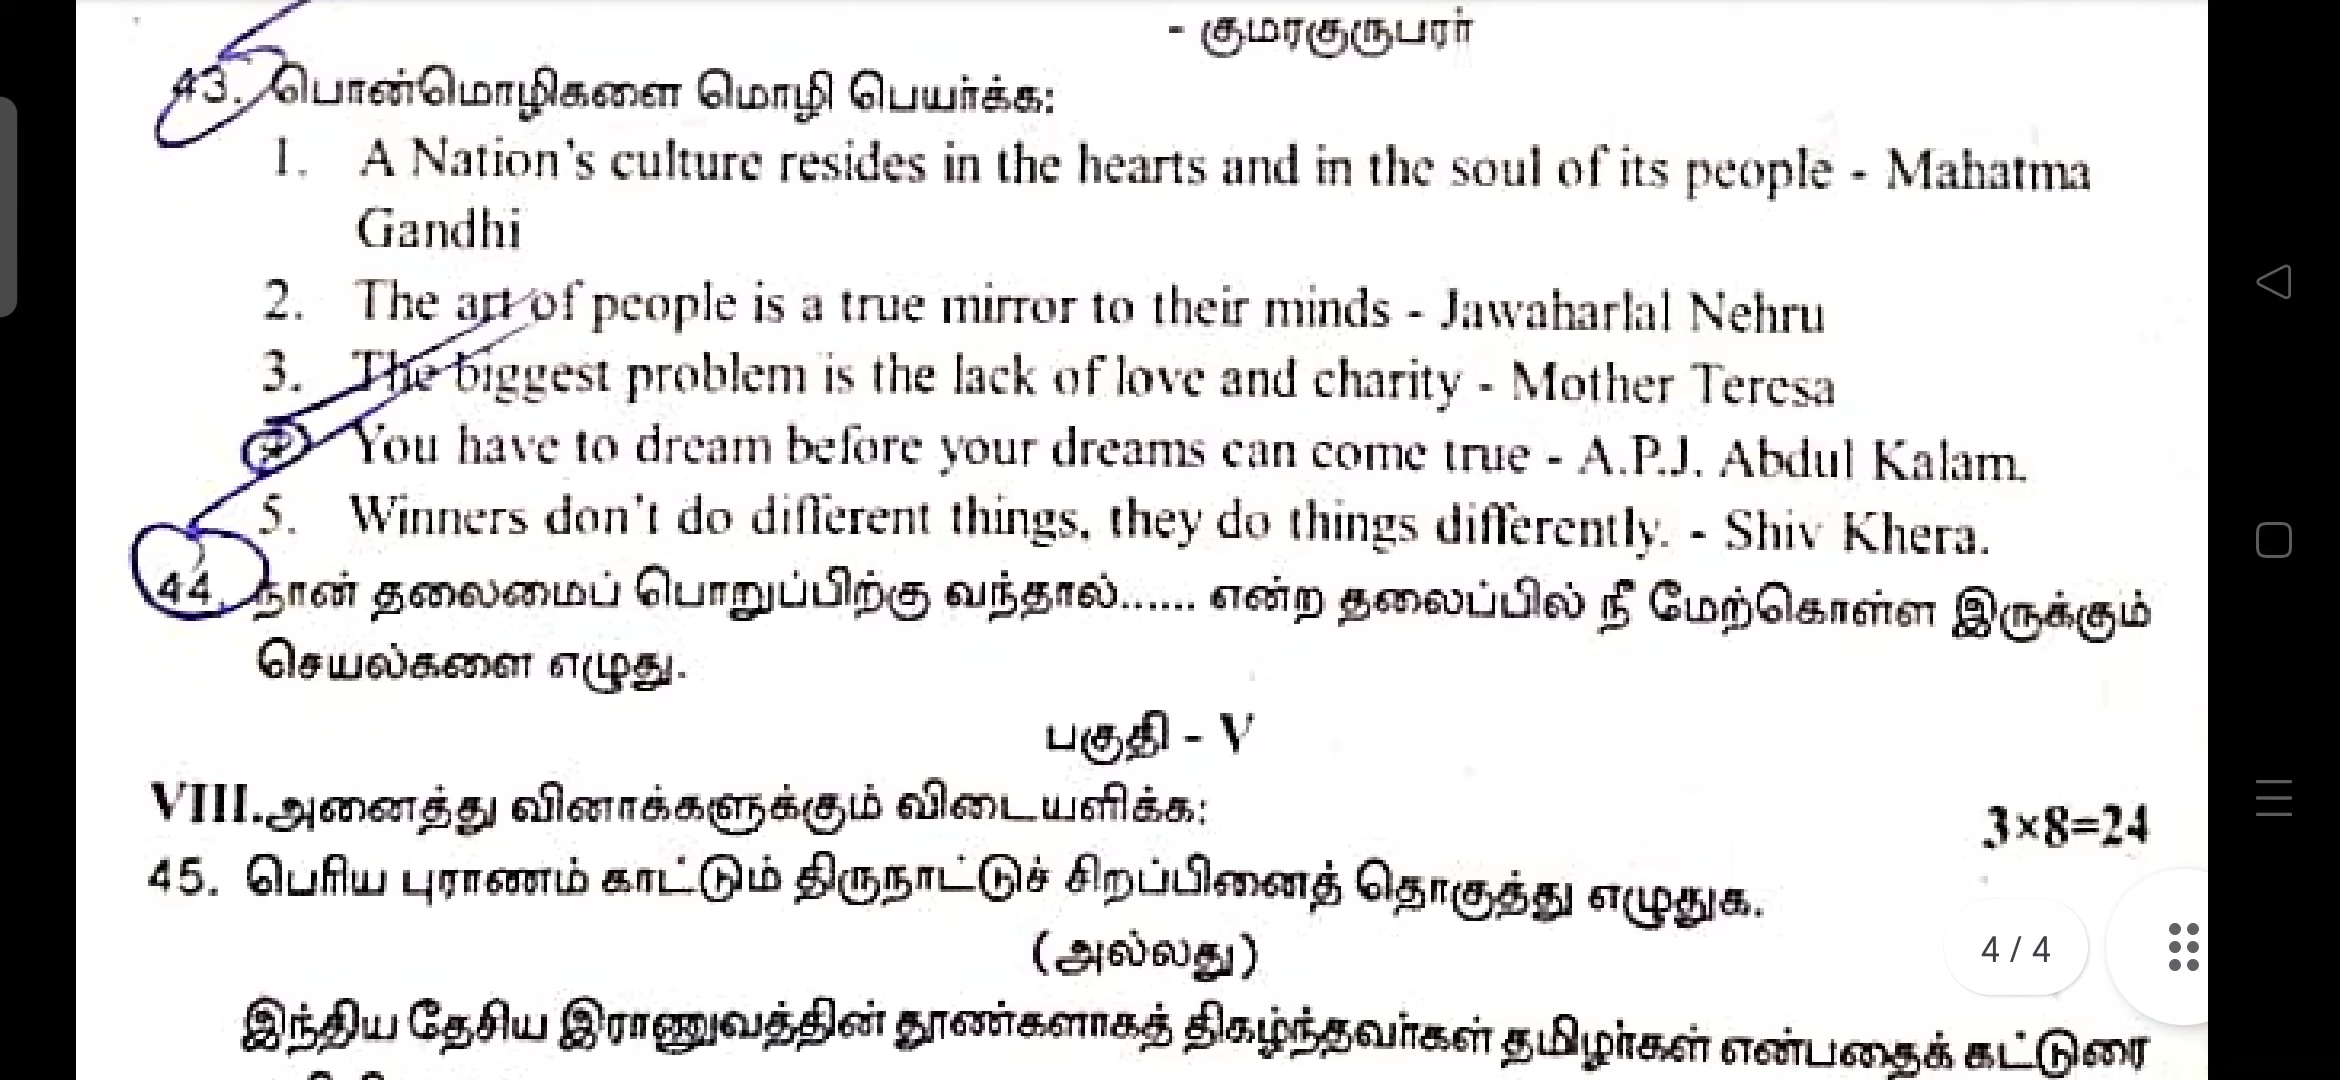 - குமரகுருபரர்
43. பொன்மொழிகளை மொழி பெயர்க்க:
1. A Nation's culture resides in the hearts and in the soul of its people - Mahatma
Gandhi
2. The art of people is a true mirror to their minds - Jawaharlal Nehru
3. The biggest problem is the lack of love and charity - Mother Teresa
You have to dream before your dreams can come true - A.P.J. Abdul Kalam.
5. Winners don't do different things, they do things differently. - Shiv Khera.
44. நான் தலைமைப் பொறுப்பிற்கு வந்தால்...... என்ற தலைப்பில் நீ மேற்கொள்ள இருக்கும்
செயல்களை எழுது.
பகுதி - V
VIII. அனைத்து வினாக்களுக்கும் விடையளிக்க:
3×8=24
45. பெரிய புராணம் காட்டும் திருநாட்டுச் சிறப்பினைத் தொகுத்து எழுதுக.
(அல்லது)
4 / 4
இந்திய தேசிய இராணுவத்தின் தூண்களாகத் திகழ்ந்தவர்கள் தமிழர்கள் என்பதைக் கட்டுரை